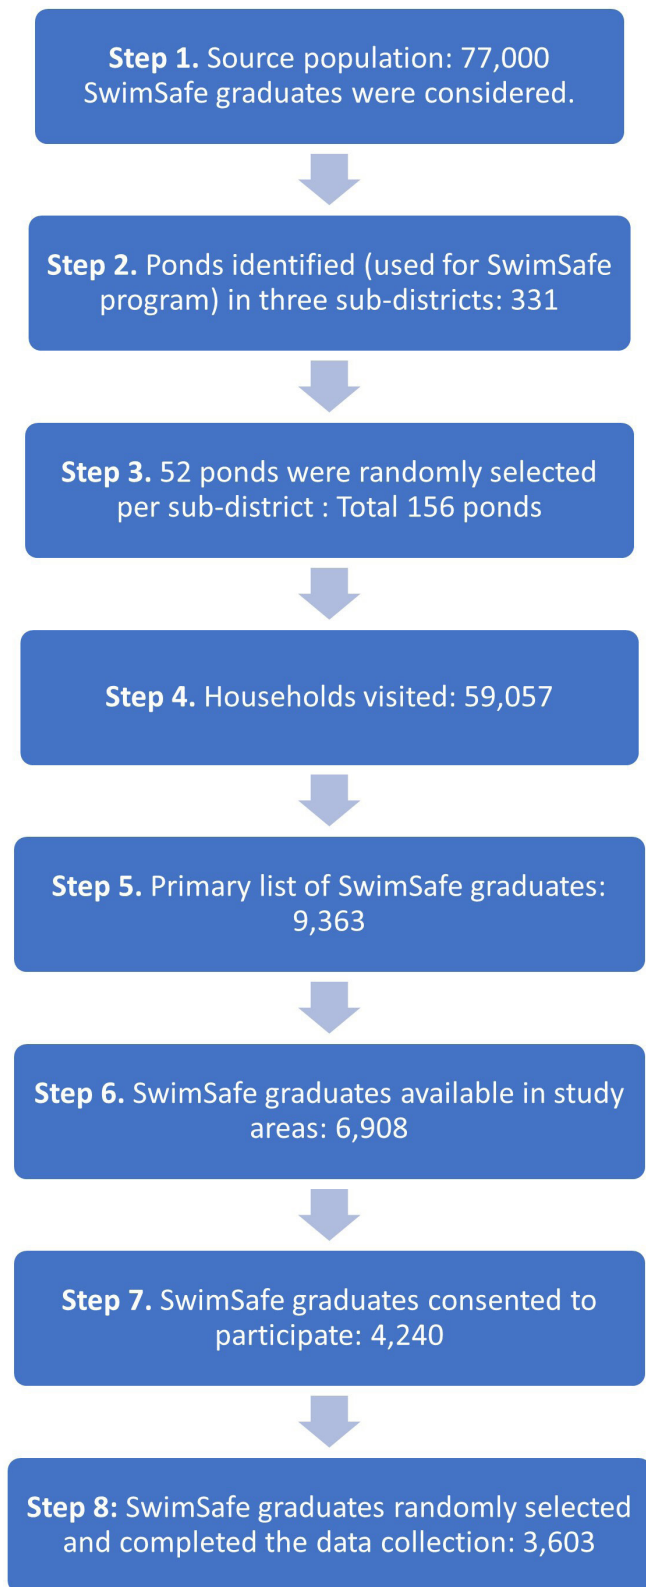 Step 1. Source population: 77,000
SwimSafe graduates were considered.
Step 2. Ponds identified (used for SwimSafe
program) in three sub-districts: 331
Step 3. 52 ponds were randomly selected
per sub-district : Total 156 ponds
Step 4. Households visited: 59,057
Step 5. Primary list of SwimSafe graduates:
9,363
Step 6. SwimSafe graduates available in study
areas: 6,908
Step 7. SwimSafe graduates consented to
participate: 4,240
Step 8: SwimSafe graduates randomly selected
and completed the data collection: 3,603